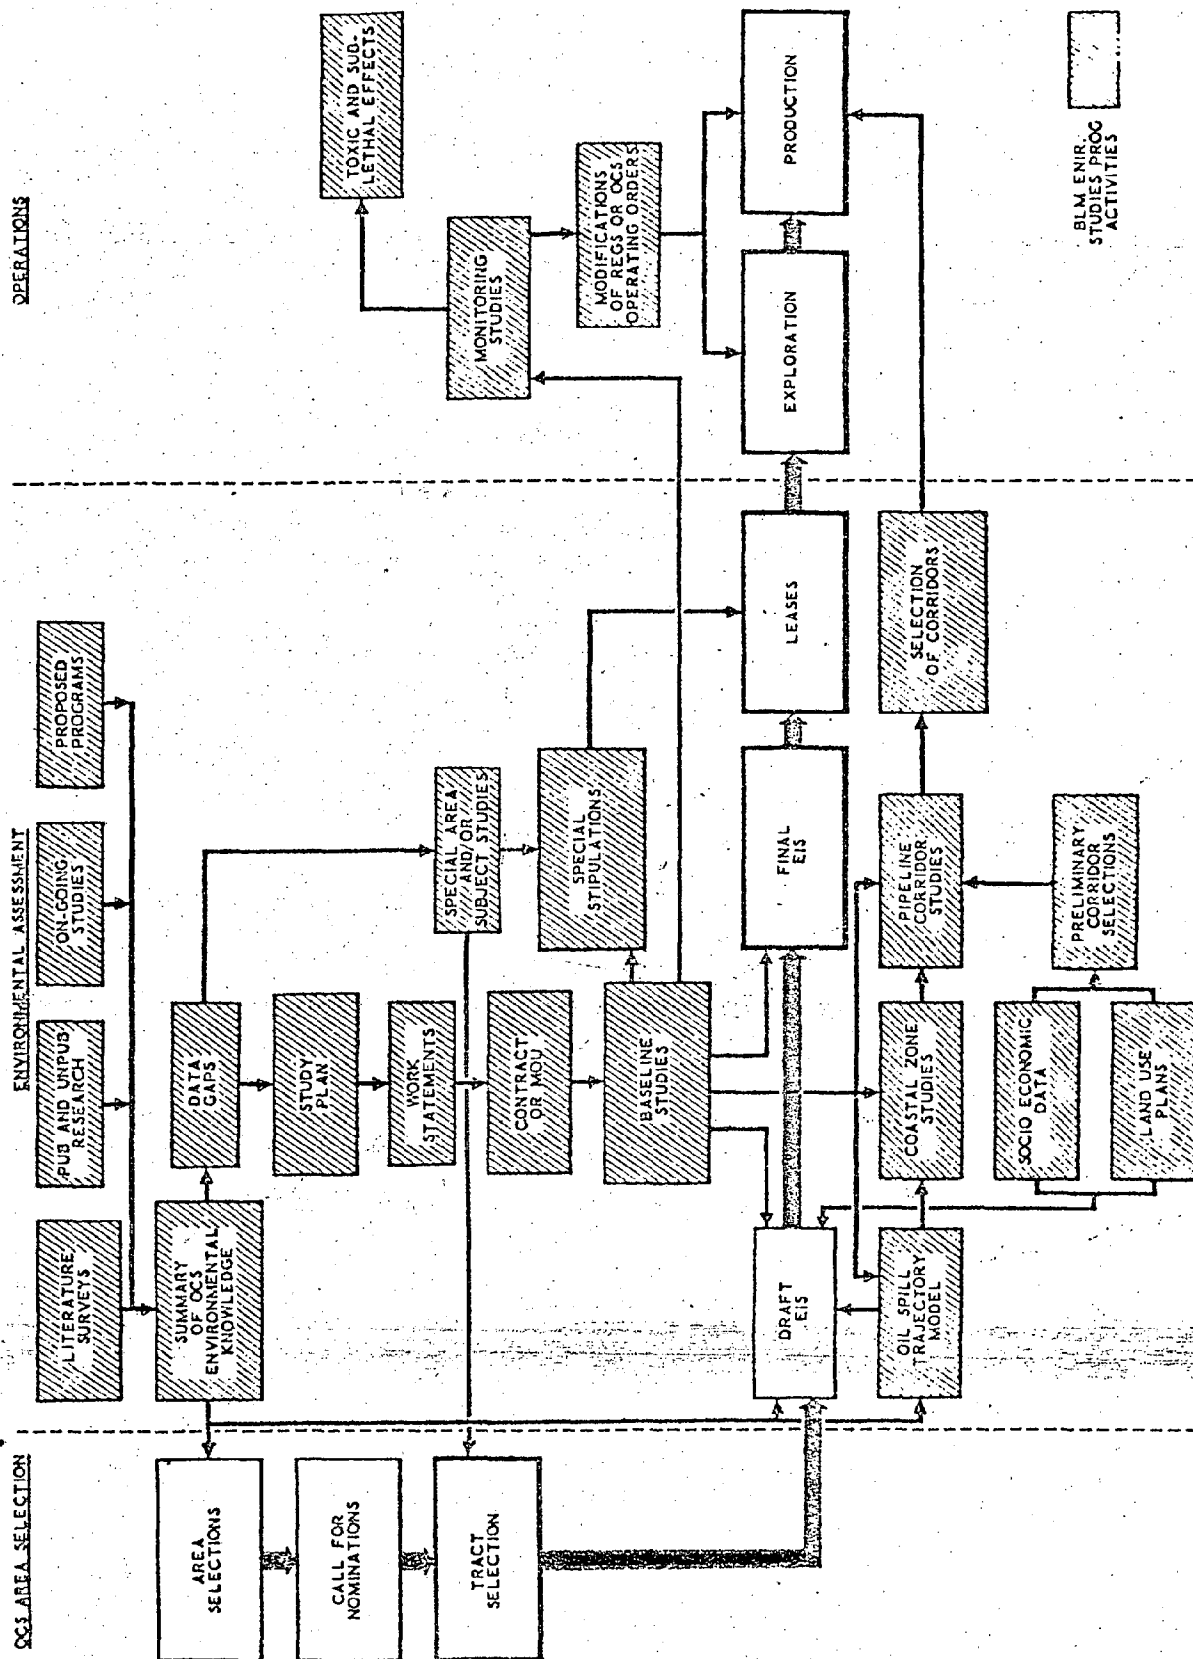 OCS AREA SELECTION
ENVIRONMENTAL ASSESSMENT
OPERATIONS
LITERATURE
SURVEYS
PUB AND UNPUB
RESEARCH
ON-GOING
STUDIES
PROPOSED
PROGRAMS
TOXIC AND SUB-
LETHAL EFFECTS
AREA
SELECTIONS
SUMMARY
OF OCS
ENVIRONMENTAL
KNOWLEDGE
DATA
GAPS
CALL FOR
NOMINATIONS
STUDY
PLAN
TRACT
SELECTION
WORK
STATEMENTS
SPECIAL AREA
AND/OR
SUBJECT STUDIES
MONITORING
STUDIES
CONTRACT
OR MOU
SPECIAL
STIPULATIONS
MODIFICATIONS
OF REGS OR OCS
OPERATING ORDERS
BASELINE
STUDIES
DRAFT
EIS
FINAL
EIS
LEASES
EXPLORATION
PRODUCTION
OIL SPILL
TRAJECTORY
MODEL
COASTAL ZONE
STUDIES
PIPELINE
CORRIDOR
STUDIES
SELECTION
OF CORRIDORS
SOCIO ECONOMIC
DATA
PRELIMINARY
CORRIDOR
SELECTIONS
LAND USE
PLANS
BLM ENIR.
STUDIES PROG
ACTIVITIES